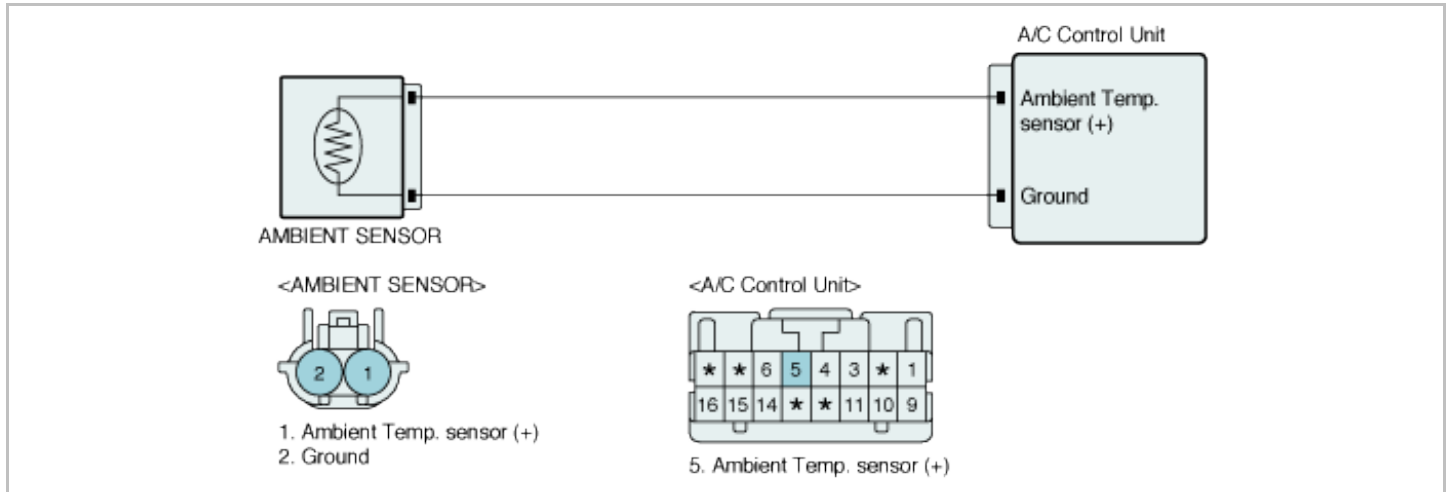 A/C Control Unit
Ambient Temp.
sensor (+)
Ground
AMBIENT SENSOR
<AMBIENT SENSOR>
<A/C Control Unit>
2 1
* * 6 5 4 3 * 1
16 15 14 * * 11 10 9
1. Ambient Temp. sensor (+)
2. Ground
5. Ambient Temp. sensor (+)